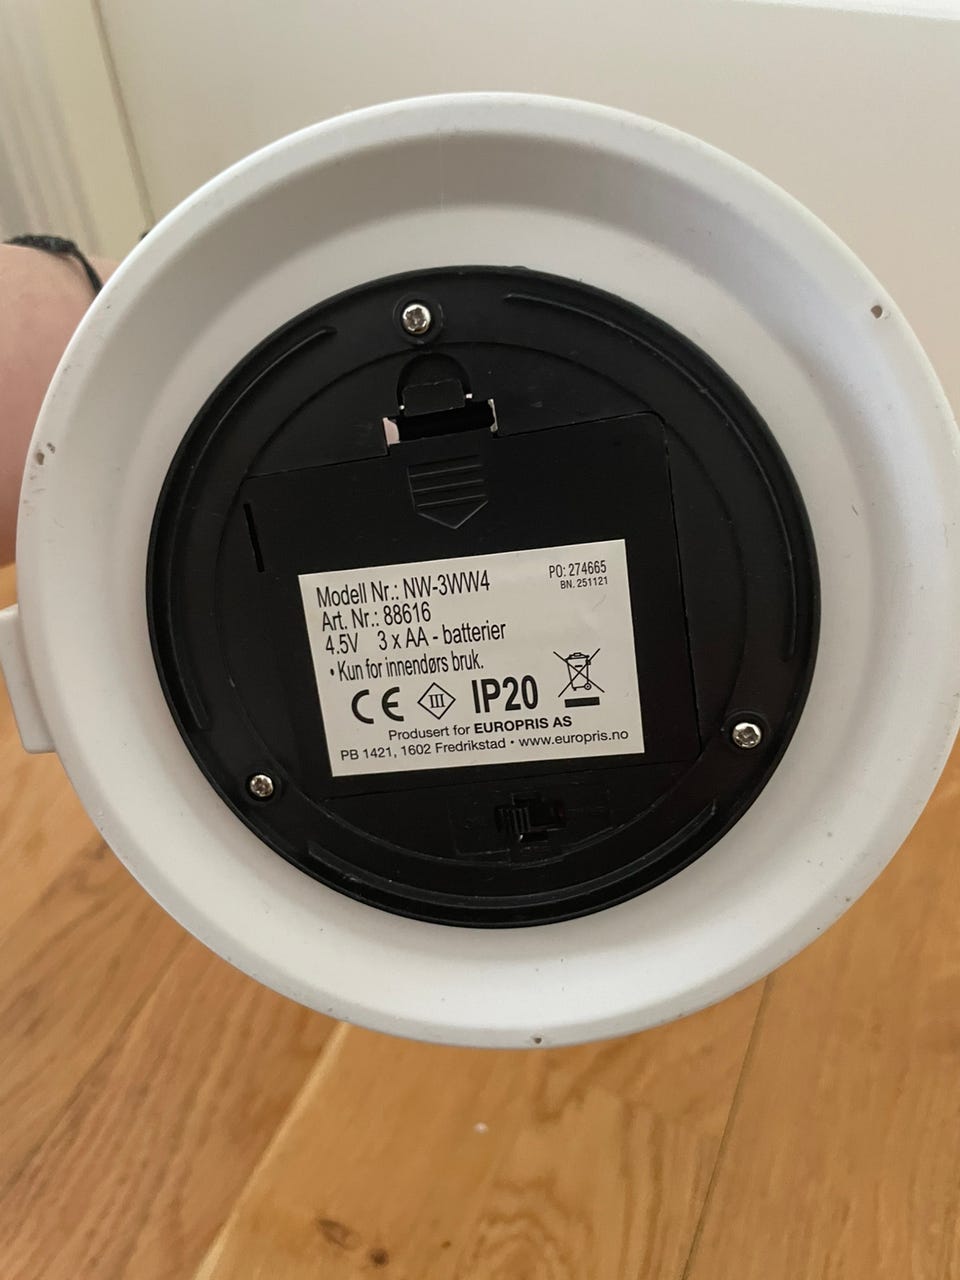 Modell Nr.: NW-3WW4
PO: 274665
BN. 251121
Art. Nr.: 88616
4.5V 3 x AA - batterier
• Kun for innendørs bruk.
CE III IP20
Produsert for EUROPRIS AS
PB 1421, 1602 Fredrikstad • www.europris.no